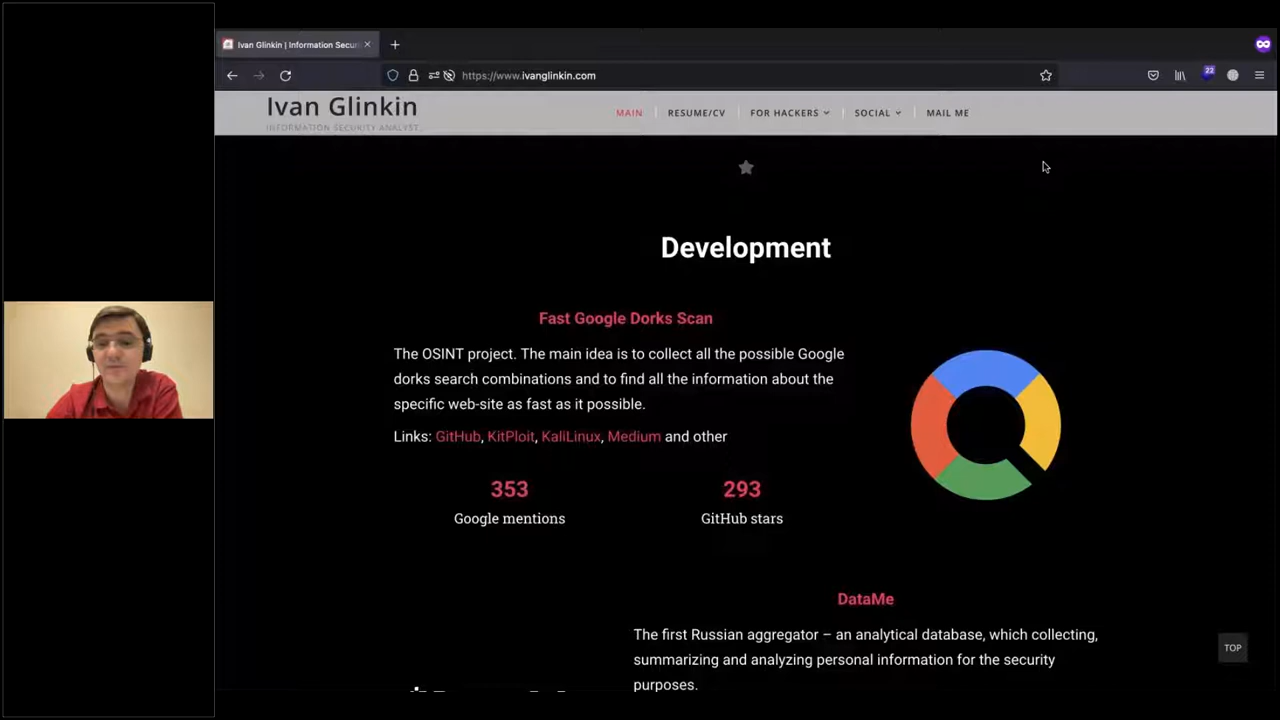 Ivan Glinkin | Information Secur
22
https://www.ivanglinkin.com
Ivan Glinkin
INFORMATION SECURITY ANALYST
MAIN
RESUME/CV
FOR HACKERS
SOCIAL
MAIL ME
Development
Fast Google Dorks Scan
The OSINT project. The main idea is to collect all the possible Google
dorks search combinations and to find all the information about the
specific web-site as fast as it possible.
Links: GitHub, KitPloit, KaliLinux, Medium and other
353
293
Google mentions
GitHub stars
DataMe
The first Russian aggregator – an analytical database, which collecting,
summarizing and analyzing personal information for the security
purposes.
TOP